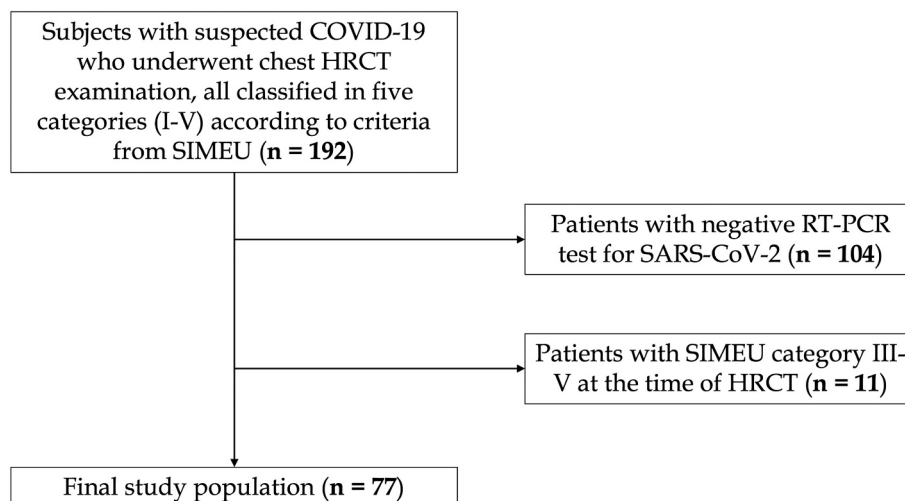 Subjects with suspected COVID-19
who underwent chest HRCT
examination, all classified in five
categories (I-V) according to criteria
from SIMEU (n = 192)
Patients with negative RT-PCR
test for SARS-CoV-2 (n = 104)
Patients with SIMEU category III-
V at the time of HRCT (n = 11)
Final study population (n = 77)